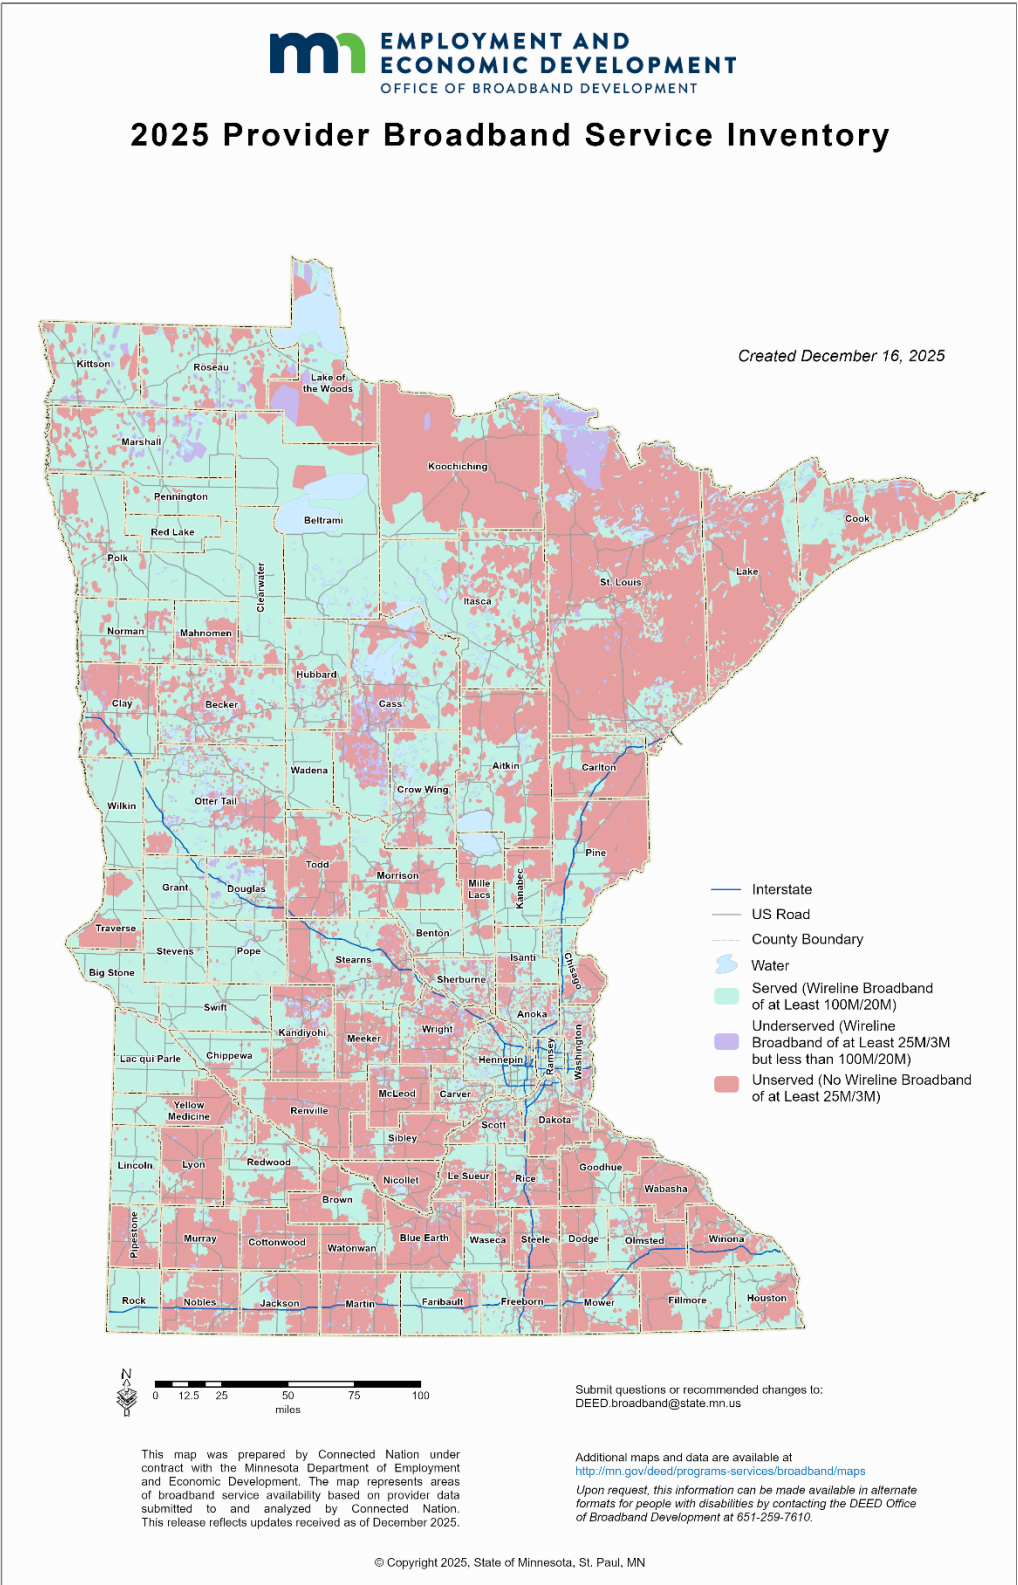 mn EMPLOYMENT AND
ECONOMIC DEVELOPMENT
OFFICE OF BROADBAND DEVELOPMENT
2025 Provider Broadband Service Inventory
Created December 16, 2025
Kittson
Roseau
Lake of
the Woods
Marshall
Koochiching
Pennington
Beltrami
Cook
Red Lake
Polk
Clearwater
Lake
St. Louis
Itasca
Norman
Mahnomen
Hubbard
Clay
Becker
Cass
Wadena
Aitkin
Carlton
Crow Wing
Wilkin
Otter Tail
Pine
Todd
Morrison
Mille
Lacs
Kanabec
Grant
Douglas
Traverse
Benton
Stevens
Pope
Stearns
Isanti
Chisago
Big Stone
Sherburne
Swift
Anoka
Kandiyohi
Wright
Meeker
Lac qui Parle
Chippewa
Hennepin
Ramsey
Washington
McLeod
Carver
Yellow
Medicine
Renville
Scott
Dakota
Sibley
Lincoln
Lyon
Redwood
Goodhue
Nicollet
Le Sueur
Rice
Wabasha
Brown
Pipestone
Murray
Cottonwood
Watonwan
Blue Earth
Waseca
Steele
Dodge
Olmsted
Winona
Rock
Nobles
Jackson
Martin
Faribault
Freeborn
Mower
Fillmore
Houston
Interstate
US Road
County Boundary
Water
Served (Wireline Broadband
of at Least 100M/20M)
Underserved (Wireline
Broadband of at Least 25M/3M
but less than 100M/20M)
Unserved (No Wireline Broadband
of at Least 25M/3M)
N
0 12.5 25 50 75 100
miles
Submit questions or recommended changes to:
DEED.broadband@state.mn.us
This map was prepared by Connected Nation under
contract with the Minnesota Department of Employment
and Economic Development. The map represents areas
of broadband service availability based on provider data
submitted to and analyzed by Connected Nation.
This release reflects updates received as of December 2025.
Additional maps and data are available at
http://mn.gov/deed/programs-services/broadband/maps
Upon request, this information can be made available in alternate
formats for people with disabilities by contacting the DEED Office
of Broadband Development at 651-259-7610.
© Copyright 2025, State of Minnesota, St. Paul, MN